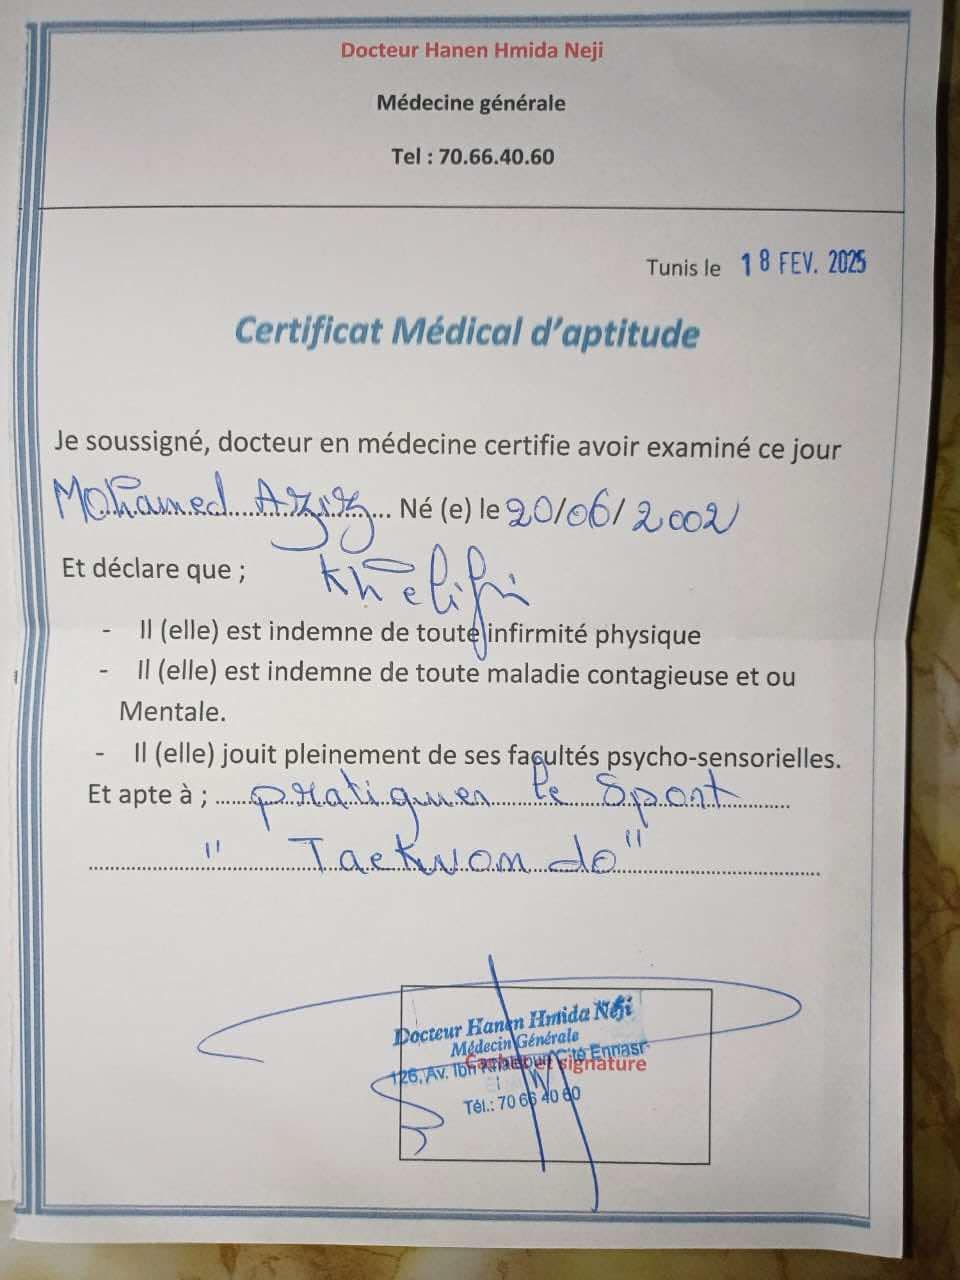 Docteur Hanen Hmida Neji
Médecine générale
Tel : 70.66.40.60
Tunis le 18 FEV. 2025
Certificat Médical d'aptitude
Je soussigné, docteur en médecine certifie avoir examiné ce jour
Mohamed Aziz Né (e) le 20/06/2002
Et déclare que ; Khelifi
- Il (elle) est indemne de toute infirmité physique
- Il (elle) est indemne de toute maladie contagieuse et ou
Mentale.
- Il (elle) jouit pleinement de ses facultés psycho-sensorielles.
Et apte à ; pratiquer le Sport
" Taekwondo"
Docteur Hanen Hmida Neji
Médecin Générale
126, Av. Ibn Ennasr
Cachet et signature
Tél.: 70 66 40 60